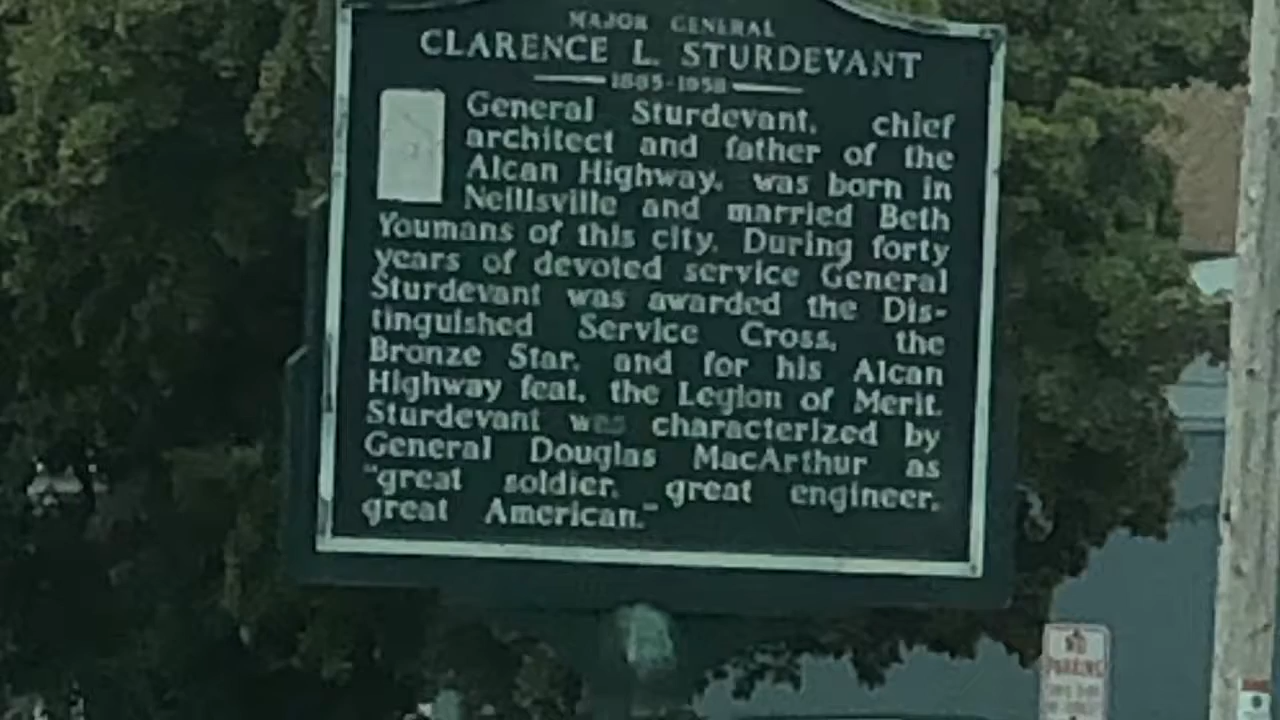 MAJOR GENERAL
CLARENCE L. STURDEVANT
1885-1958
General Sturdevant, chief
architect and father of the
Alcan Highway, was born in
Neillsville and married Beth
Youmans of this city. During forty
years of devoted service General
Sturdevant was awarded the Dis-
tinguished Service Cross, the
Bronze Star, and for his Alcan
Highway feat, the Legion of Merit.
Sturdevant was characterized by
General Douglas MacArthur as
"great soldier, great engineer,
great American."
NO
PARKING